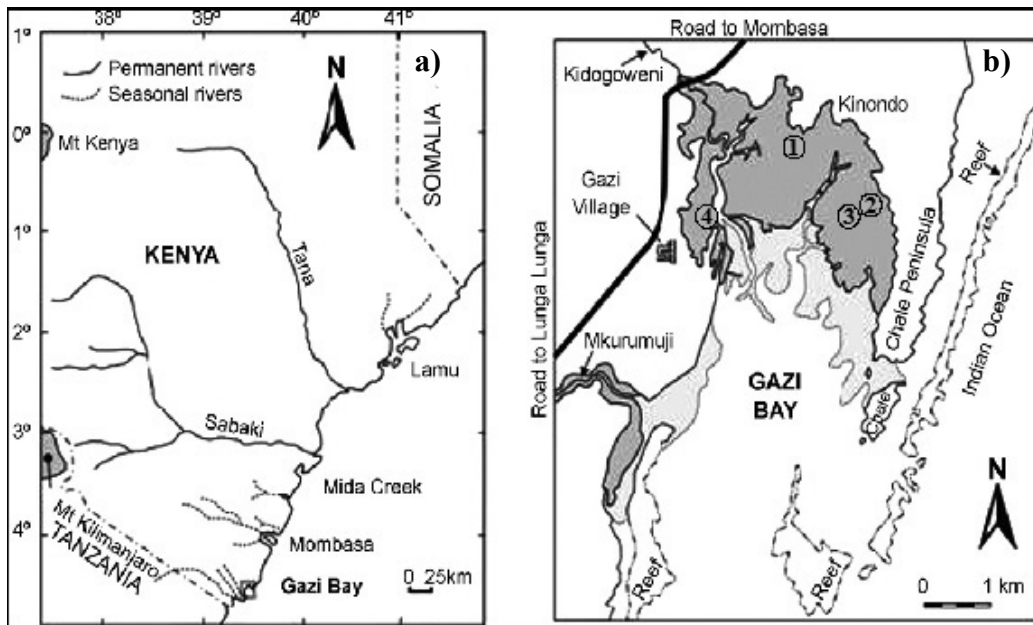 38º 39º 40º 41º
1º
0º
1º
2º
3º
4º
a)
Permanent rivers
Seasonal rivers
N
SOMALIA
Mt Kenya
KENYA
Tana
Lamu
Sabaki
Mida Creek
Mt Kilimanjaro
TANZANIA
Mombasa
Gazi Bay
0 25km
Road to Mombasa
b)
Kidogoweni
Kinondo
1
Reef
Gazi
Village
4
3
2
Chale Peninsula
Indian Ocean
Road to Lunga Lunga
Mkurumuji
GAZI
BAY
Chale
N
Reef
Reef
0 1 km